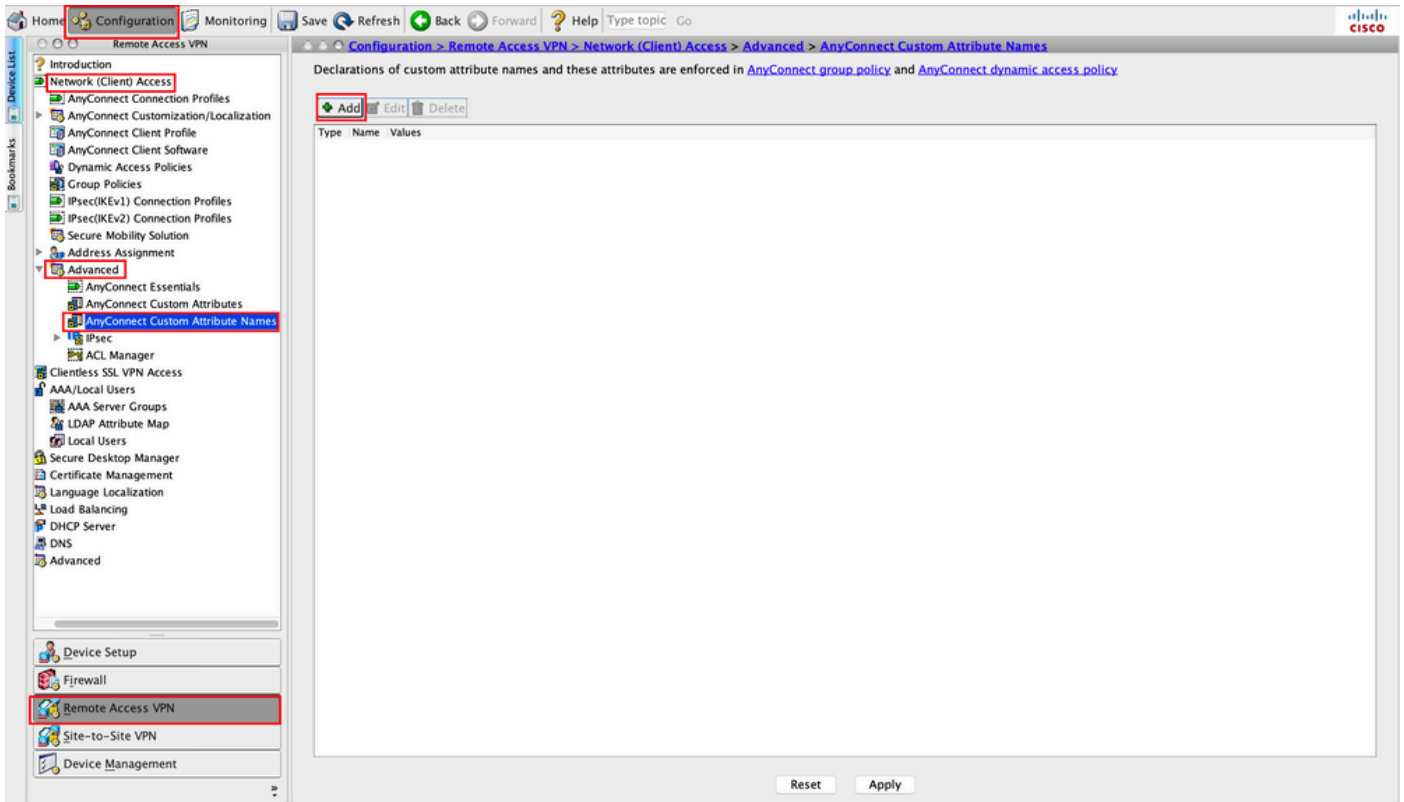 Home Configuration Monitoring Save Refresh Back Forward Help Type topic Go
CISCO
Device List
Bookmarks
Remote Access VPN
Introduction
Network (Client) Access
AnyConnect Connection Profiles
AnyConnect Customization/Localization
AnyConnect Client Profile
AnyConnect Client Software
Dynamic Access Policies
Group Policies
IPsec(IKEv1) Connection Profiles
IPsec(IKEv2) Connection Profiles
Secure Mobility Solution
Address Assignment
Advanced
AnyConnect Essentials
AnyConnect Custom Attributes
AnyConnect Custom Attribute Names
IPsec
ACL Manager
Clientless SSL VPN Access
AAA/Local Users
AAA Server Groups
LDAP Attribute Map
Local Users
Secure Desktop Manager
Certificate Management
Language Localization
Load Balancing
DHCP Server
DNS
Advanced
Device Setup
Firewall
Remote Access VPN
Site-to-Site VPN
Device Management
Configuration > Remote Access VPN > Network (Client) Access > Advanced > AnyConnect Custom Attribute Names
Declarations of custom attribute names and these attributes are enforced in AnyConnect group policy and AnyConnect dynamic access policy
Add Edit Delete
Type Name Values
Reset Apply